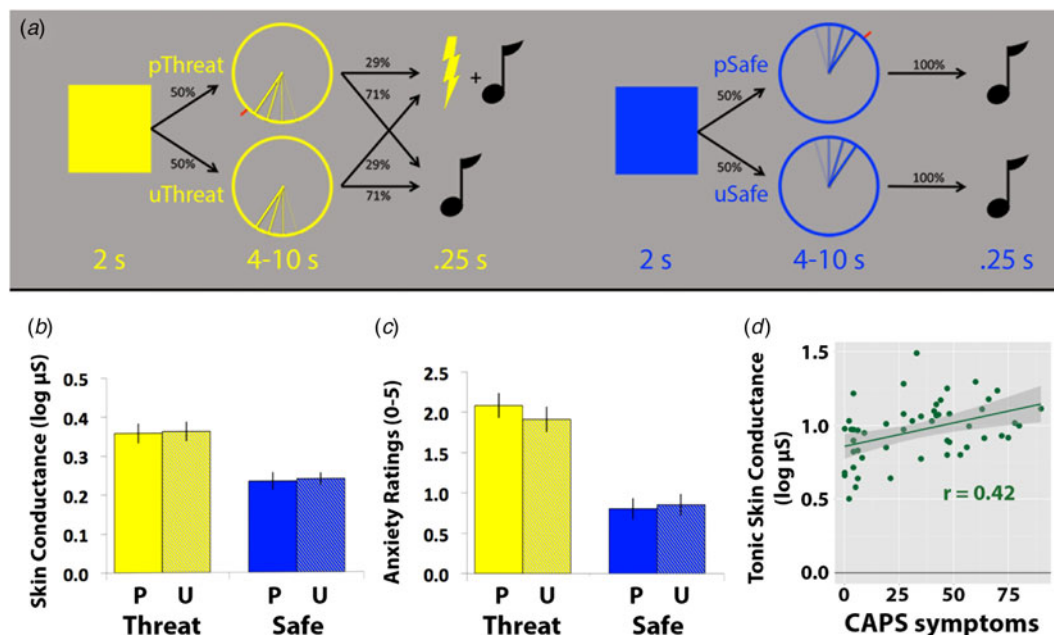 (a)
pThreat
50%
29%
71%
+
50%
29%
71%
uThreat
2 s
4-10 s
.25 s
pSafe
50%
100%
50%
100%
uSafe
2 s
4-10 s
.25 s
(b)
Skin Conductance (log µS)
0.5
0.4
0.3
0.2
0.1
0.0
P
U
P
U
Threat
Safe
(c)
Anxiety Ratings (0-5)
2.5
2.0
1.5
1.0
0.5
0.0
P
U
P
U
Threat
Safe
(d)
Tonic Skin Conductance
(log µS)
1.5
1.0
0.5
0.0
r = 0.42
0
25
50
75
CAPS symptoms